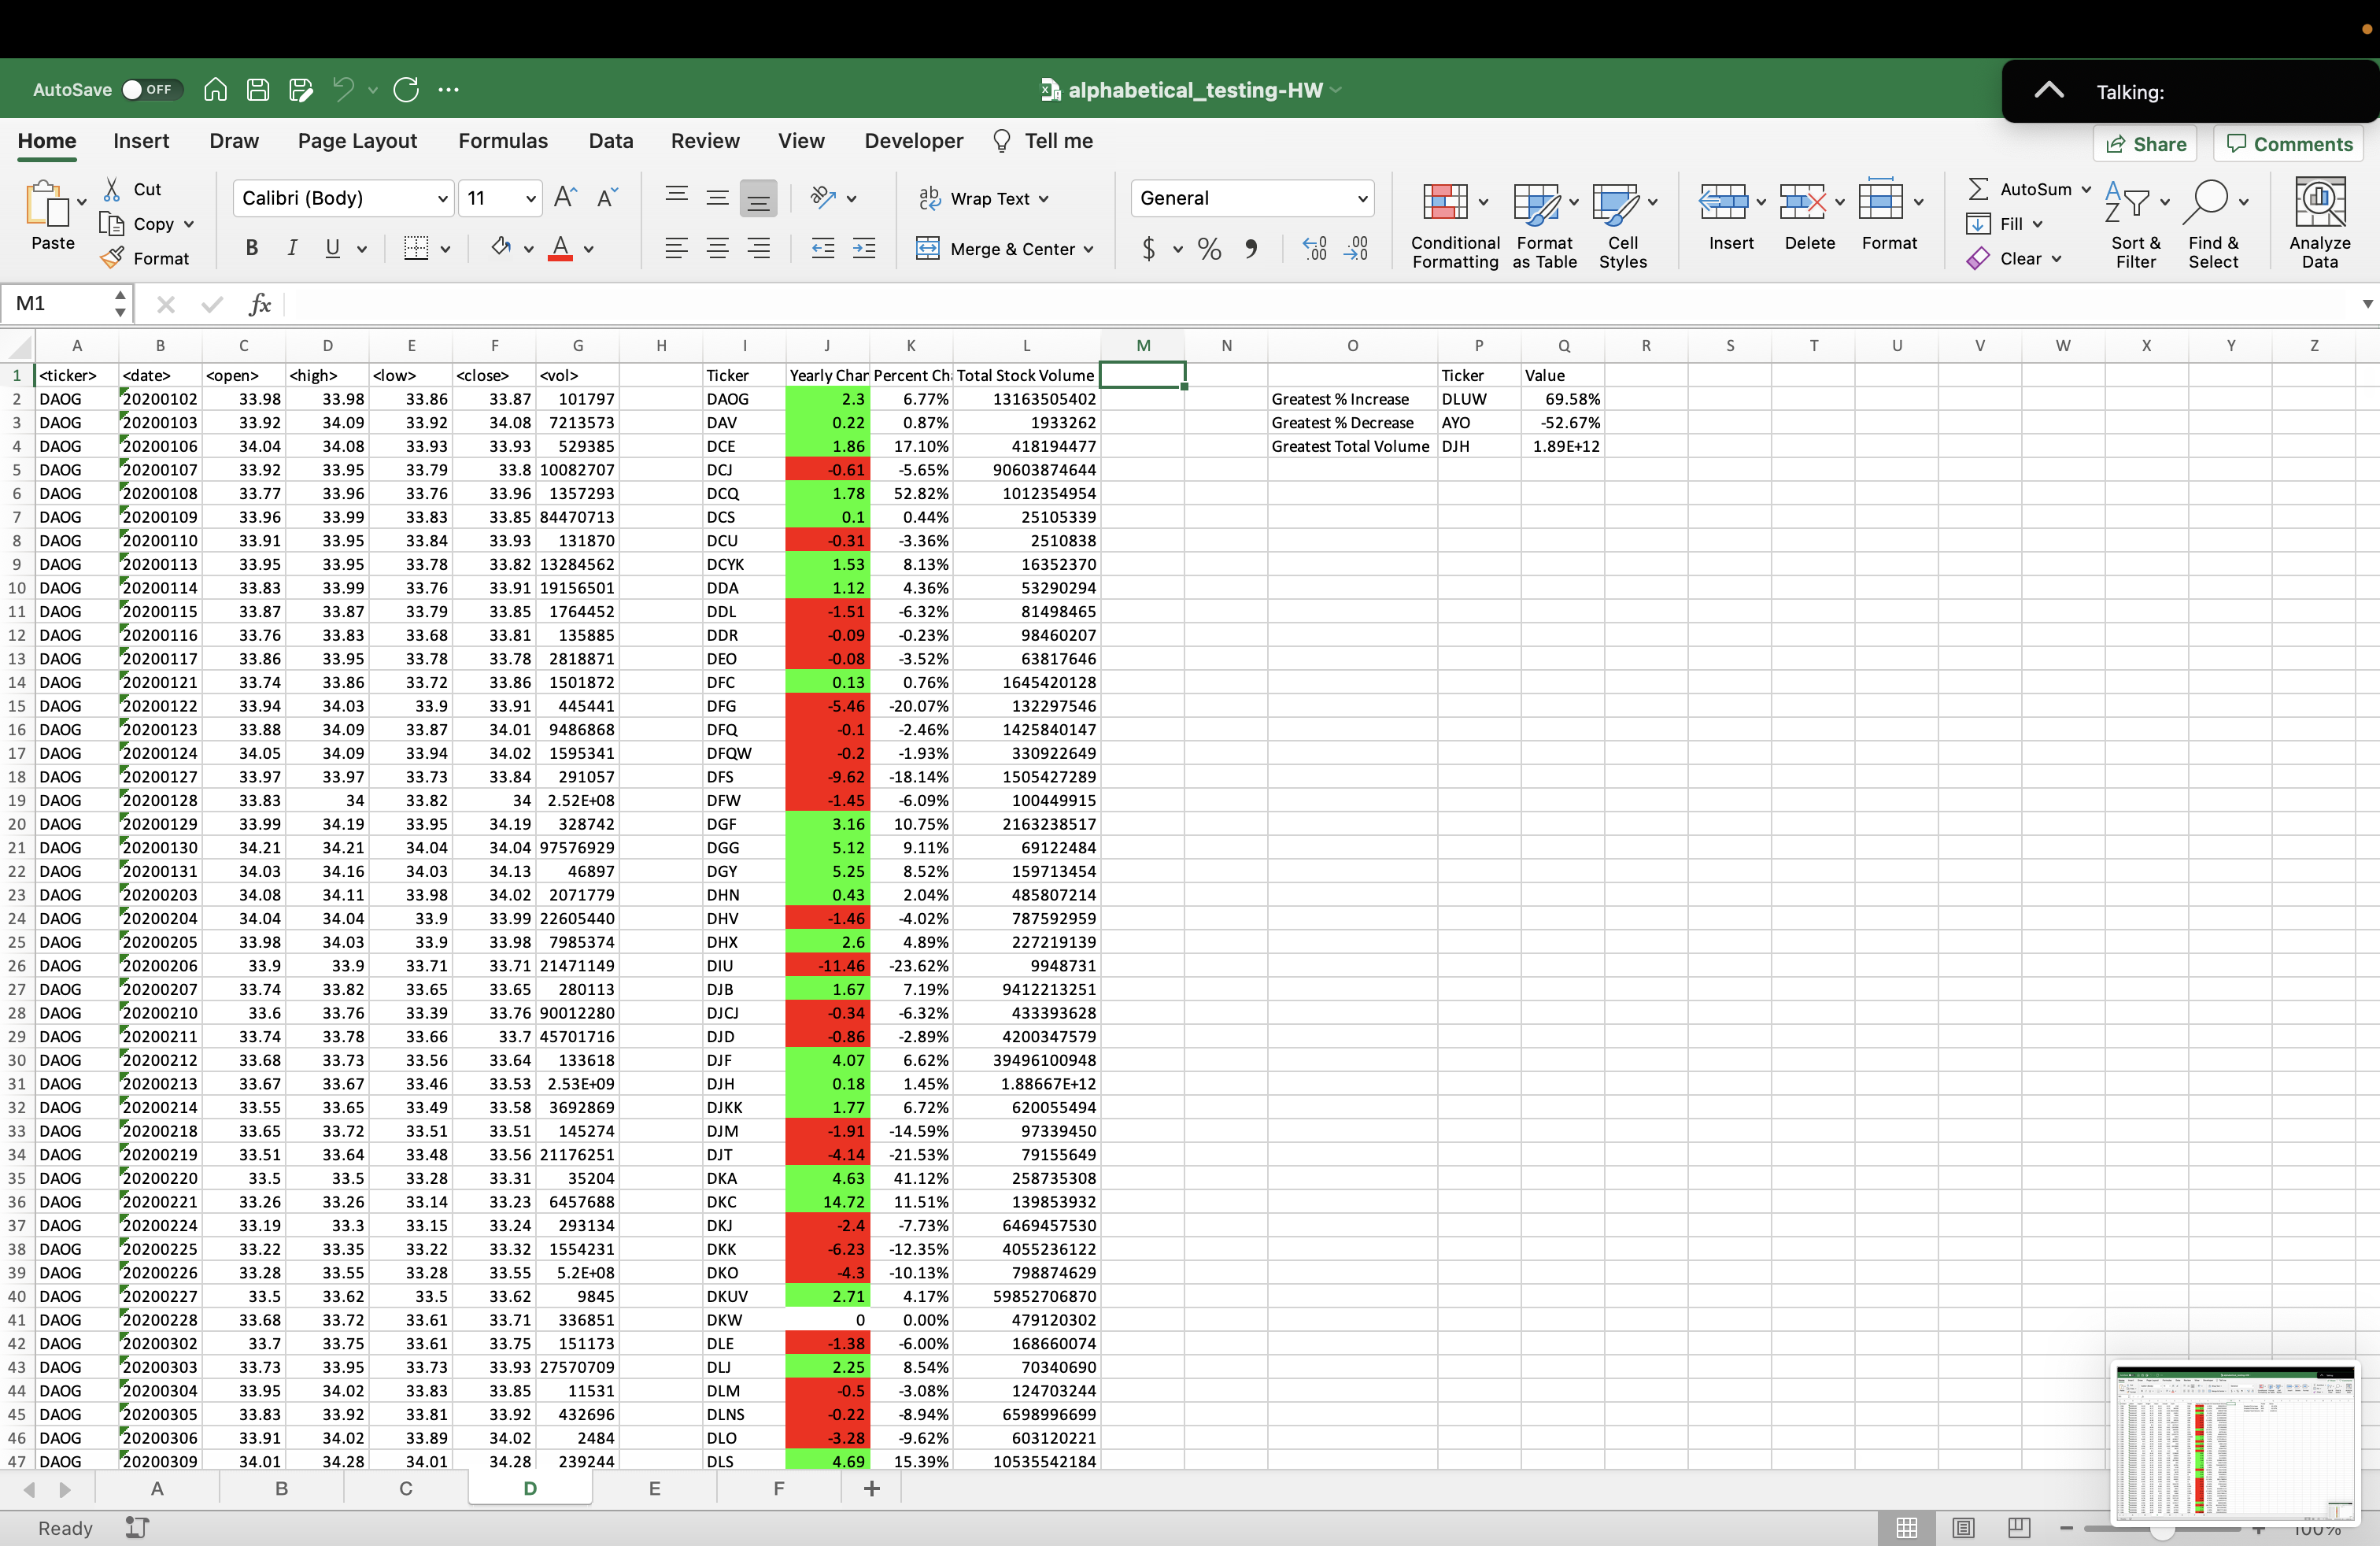 AutoSave OFF alphabetical_testing-HW Talking:
Home Insert Draw Page Layout Formulas Data Review View Developer Tell me Share Comments
Paste Cut Copy Format Calibri (Body) 11 Wrap Text Merge & Center General Conditional Formatting Format as Table Cell Styles Insert Delete Format AutoSum Fill Clear Sort & Filter Find & Select Analyze Data
M1 fx
A B C D E F G H I J K L M N O P Q R S T U V W X Y Z
1 <ticker> <date> <open> <high> <low> <close> <vol> Ticker Yearly Char Percent Ch Total Stock Volume Ticker Value
2 DAOG 20200102 33.98 33.98 33.86 33.87 101797 DAOG 2.3 6.77% 13163505402 Greatest % Increase DLUW 69.58%
3 DAOG 20200103 33.92 34.09 33.92 34.08 7213573 DAV 0.22 0.87% 1933262 Greatest % Decrease AYO -52.67%
4 DAOG 20200106 34.04 34.08 33.93 33.93 529385 DCE 1.86 17.10% 418194477 Greatest Total Volume DJH 1.89E+12
5 DAOG 20200107 33.92 33.95 33.79 33.8 10082707 DCJ -0.61 -5.65% 90603874644
6 DAOG 20200108 33.77 33.96 33.76 33.96 1357293 DCQ 1.78 52.82% 1012354954
7 DAOG 20200109 33.96 33.99 33.83 33.85 84470713 DCS 0.1 0.44% 25105339
8 DAOG 20200110 33.91 33.95 33.84 33.93 131870 DCU -0.31 -3.36% 2510838
9 DAOG 20200113 33.95 33.95 33.78 33.82 13284562 DCYK 1.53 8.13% 16352370
10 DAOG 20200114 33.83 33.99 33.76 33.91 19156501 DDA 1.12 4.36% 53290294
11 DAOG 20200115 33.87 33.87 33.79 33.85 1764452 DDL -1.51 -6.32% 81498465
12 DAOG 20200116 33.76 33.83 33.68 33.81 135885 DDR -0.09 -0.23% 98460207
13 DAOG 20200117 33.86 33.95 33.78 33.78 2818871 DEO -0.08 -3.52% 63817646
14 DAOG 20200121 33.74 33.86 33.72 33.86 1501872 DFC 0.13 0.76% 1645420128
15 DAOG 20200122 33.94 34.03 33.9 33.91 445441 DFG -5.46 -20.07% 132297546
16 DAOG 20200123 33.88 34.09 33.87 34.01 9486868 DFQ -0.1 -2.46% 1425840147
17 DAOG 20200124 34.05 34.09 33.94 34.02 1595341 DFQW -0.2 -1.93% 330922649
18 DAOG 20200127 33.97 33.97 33.73 33.84 291057 DFS -9.62 -18.14% 1505427289
19 DAOG 20200128 33.83 34 33.82 34 2.52E+08 DFW -1.45 -6.09% 100449915
20 DAOG 20200129 33.99 34.19 33.95 34.19 328742 DGF 3.16 10.75% 2163238517
21 DAOG 20200130 34.21 34.21 34.04 34.04 97576929 DGG 5.12 9.11% 69122484
22 DAOG 20200131 34.03 34.16 34.03 34.13 46897 DGY 5.25 8.52% 159713454
23 DAOG 20200203 34.08 34.11 33.98 34.02 2071779 DHN 0.43 2.04% 485807214
24 DAOG 20200204 34.04 34.04 33.9 33.99 22605440 DHV -1.46 -4.02% 787592959
25 DAOG 20200205 33.98 34.03 33.9 33.98 7985374 DHX 2.6 4.89% 227219139
26 DAOG 20200206 33.9 33.9 33.71 33.71 21471149 DIU -11.46 -23.62% 9948731
27 DAOG 20200207 33.74 33.82 33.65 33.65 280113 DJB 1.67 7.19% 9412213251
28 DAOG 20200210 33.6 33.76 33.39 33.76 90012280 DJCJ -0.34 -6.32% 433393628
29 DAOG 20200211 33.74 33.78 33.66 33.7 45701716 DJD -0.86 -2.89% 4200347579
30 DAOG 20200212 33.68 33.73 33.56 33.64 133618 DJF 4.07 6.62% 39496100948
31 DAOG 20200213 33.67 33.67 33.46 33.53 2.53E+09 DJH 0.18 1.45% 1.88667E+12
32 DAOG 20200214 33.55 33.65 33.49 33.58 3692869 DJKK 1.77 6.72% 620055494
33 DAOG 20200218 33.65 33.72 33.51 33.51 145274 DJM -1.91 -14.59% 97339450
34 DAOG 20200219 33.51 33.64 33.48 33.56 21176251 DJT -4.14 -21.53% 79155649
35 DAOG 20200220 33.5 33.5 33.28 33.31 35204 DKA 4.63 41.12% 258735308
36 DAOG 20200221 33.26 33.26 33.14 33.23 6457688 DKC 14.72 11.51% 139853932
37 DAOG 20200224 33.19 33.3 33.15 33.24 293134 DKJ -2.4 -7.73% 6469457530
38 DAOG 20200225 33.22 33.35 33.22 33.32 1554231 DKK -6.23 -12.35% 4055236122
39 DAOG 20200226 33.28 33.55 33.28 33.55 5.2E+08 DKO -4.3 -10.13% 798874629
40 DAOG 20200227 33.5 33.62 33.5 33.62 9845 DKUV 2.71 4.17% 59852706870
41 DAOG 20200228 33.68 33.72 33.61 33.71 336851 DKW 0 0.00% 479120302
42 DAOG 20200302 33.7 33.75 33.61 33.75 151173 DLE -1.38 -6.00% 168660074
43 DAOG 20200303 33.73 33.95 33.73 33.93 27570709 DLJ 2.25 8.54% 70340690
44 DAOG 20200304 33.95 34.02 33.83 33.85 11531 DLM -0.5 -3.08% 124703244
45 DAOG 20200305 33.83 33.92 33.81 33.92 432696 DLNS -0.22 -8.94% 6598996699
46 DAOG 20200306 33.91 34.02 33.89 34.02 2484 DLO -3.28 -9.62% 603120221
47 DAOG 20200309 34.01 34.28 34.01 34.28 239244 DLS 4.69 15.39% 10535542184
A B C D E F +
Ready 100%